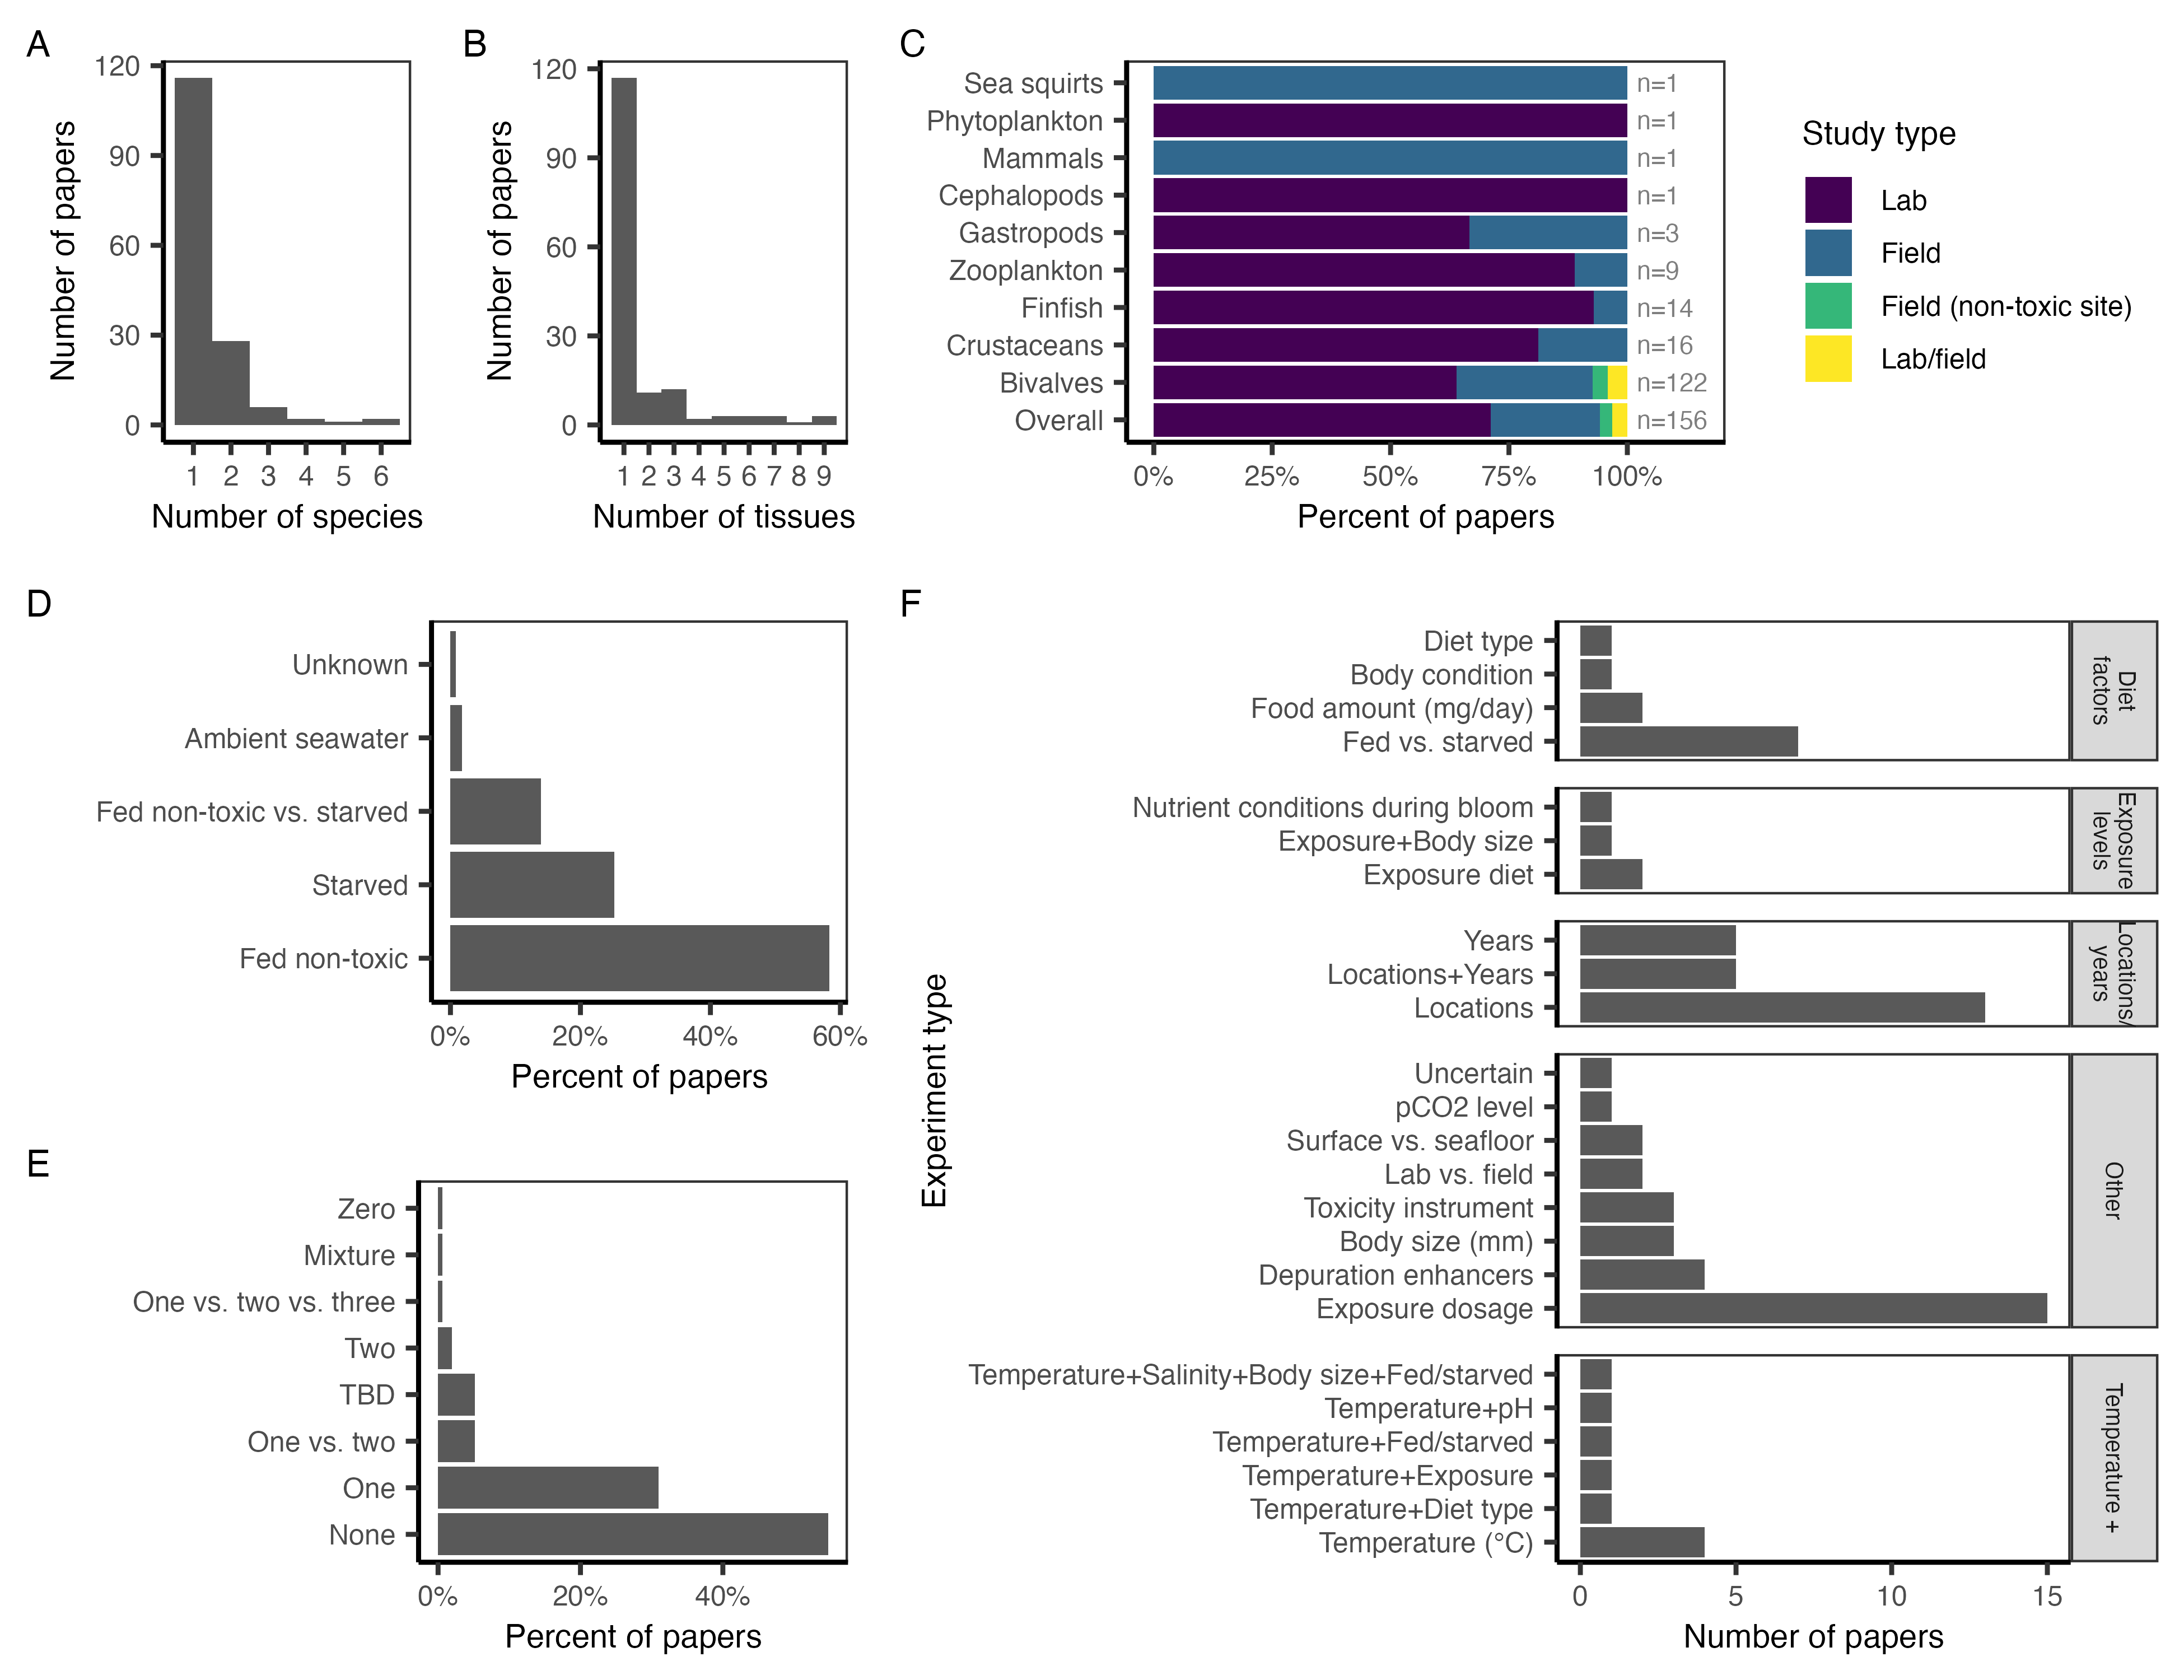 A
120
90
60
30
0
Number of papers
1 2 3 4 5 6
Number of species
B
120
90
60
30
0
Number of papers
1 2 3 4 5 6 7 8 9
Number of tissues
C
Sea squirts n=1
Phytoplankton n=1
Mammals n=1
Cephalopods n=1
Gastropods n=3
Zooplankton n=9
Finfish n=14
Crustaceans n=16
Bivalves n=122
Overall n=156
0% 25% 50% 75% 100%
Percent of papers
Study type
Lab
Field
Field (non-toxic site)
Lab/field
D
Unknown
Ambient seawater
Fed non-toxic vs. starved
Starved
Fed non-toxic
0% 20% 40% 60%
Percent of papers
E
Zero
Mixture
One vs. two vs. three
Two
TBD
One vs. two
One
None
0% 20% 40%
Percent of papers
F
Experiment type
Diet type
Body condition
Food amount (mg/day)
Fed vs. starved
Diet
factors
Nutrient conditions during bloom
Exposure+Body size
Exposure diet
Exposure
levels
Years
Locations+Years
Locations
Locations/
years
Uncertain
pCO2 level
Surface vs. seafloor
Lab vs. field
Toxicity instrument
Body size (mm)
Depuration enhancers
Exposure dosage
Other
Temperature+Salinity+Body size+Fed/starved
Temperature+pH
Temperature+Fed/starved
Temperature+Exposure
Temperature+Diet type
Temperature (°C)
Temperature +
0 5 10 15
Number of papers